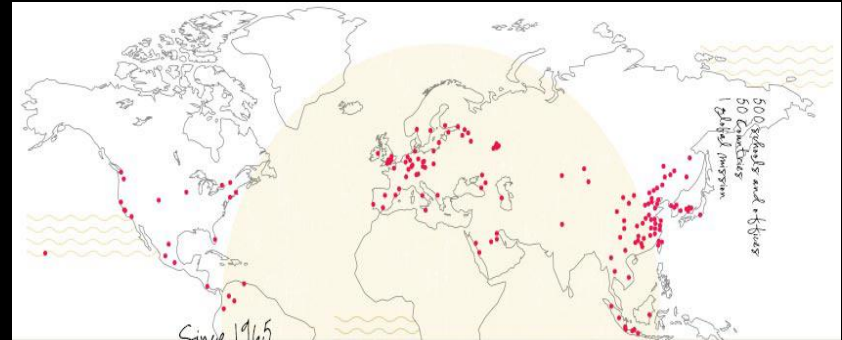 500 schools and offices
50 Countries
1 global mission
Since 1965